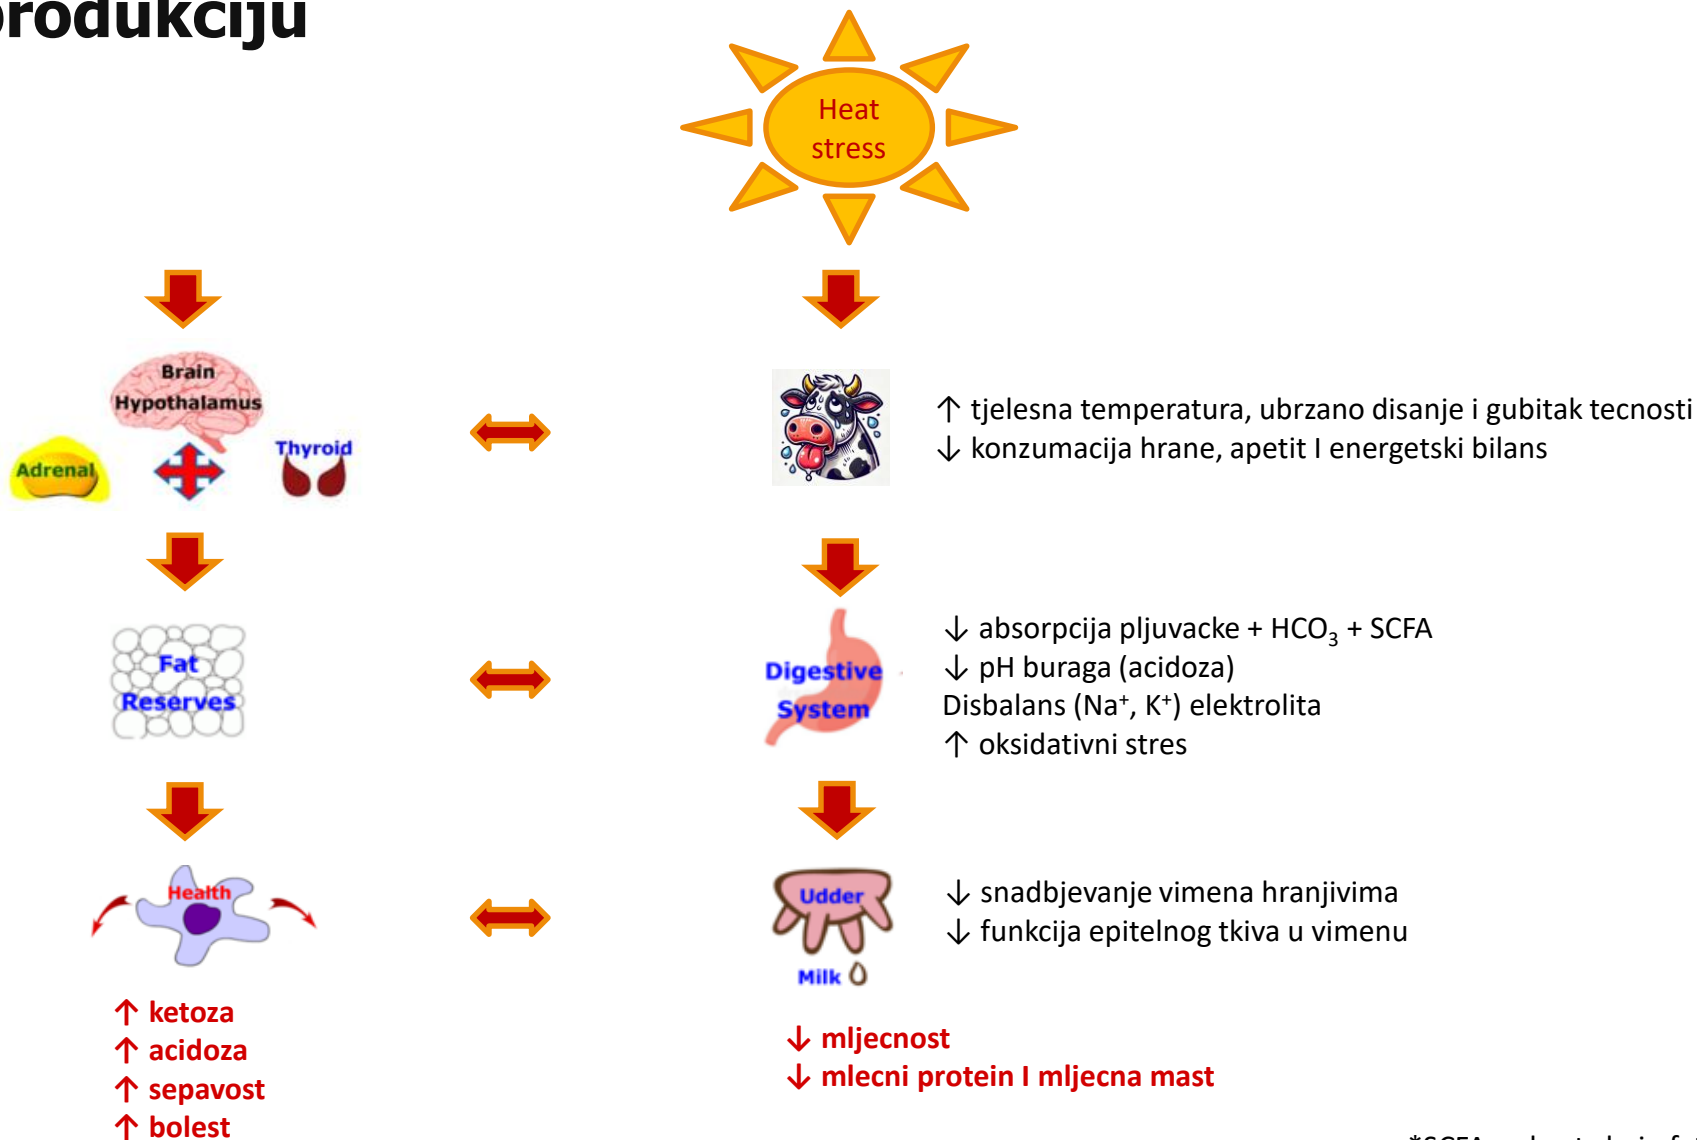 produkciju
Heat
stress
Brain
Hypothalamus
Adrenal
Thyroid
↑ tjelesna temperatura, ubrzano disanje i gubitak tecnosti
↓ konzumacija hrane, apetit I energetski bilans
Fat
Reserves
Digestive
System
↓ absorpcija pljuvacke + HCO₃ + SCFA
↓ pH buraga (acidoza)
Disbalans (Na⁺, K⁺) elektrolita
↑ oksidativni stres
Health
Udder
Milk
↓ snadbjevanje vimena hranjivima
↓ funkcija epitelnog tkiva u vimenu
↑ ketoza
↑ acidoza
↑ sepavost
↑ bolest
↓ mljecnost
↓ mlecni protein I mljecna mast
*SCFA